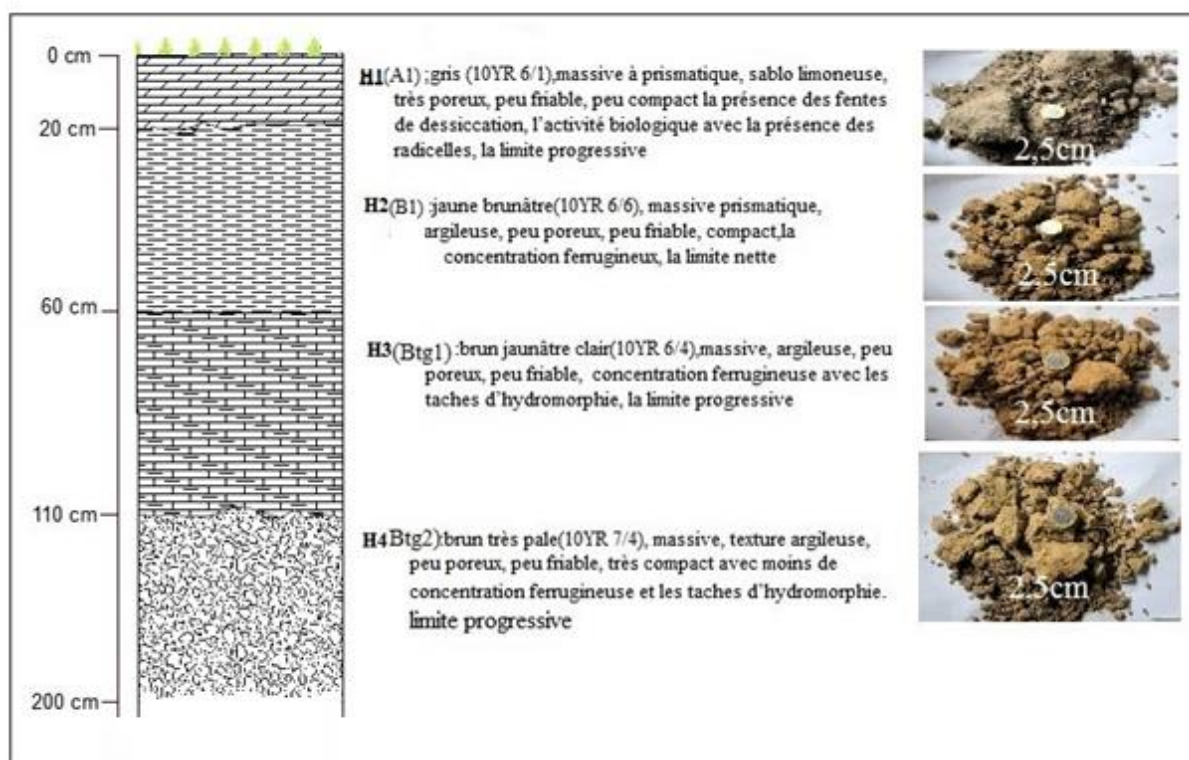 0 cm
20 cm
60 cm
110 cm
200 cm
H1(A1) ;gris (10YR 6/1),massive à prismatique, sablo limoneuse,
très poreux, peu friable, peu compact la présence des fentes
de dessiccation, l'activité biologique avec la présence des
radicelles, la limite progressive
2,5cm
H2(B1) :jaune brunâtre(10YR 6/6), massive prismatique,
argileuse, peu poreux, peu friable, compact,la
concentration ferrugineux, la limite nette
2,5cm
H3(Btg1) :brun jaunâtre clair(10YR 6/4),massive, argileuse, peu
poreux, peu friable, concentration ferrugineuse avec les
taches d'hydromorphie, la limite progressive
2,5cm
H4Btg2):brun très pale(10YR 7/4), massive, texture argileuse,
peu poreux, peu friable, très compact avec moins de
concentration ferrugineuse et les taches d'hydromorphie.
limite progressive
2.5cm